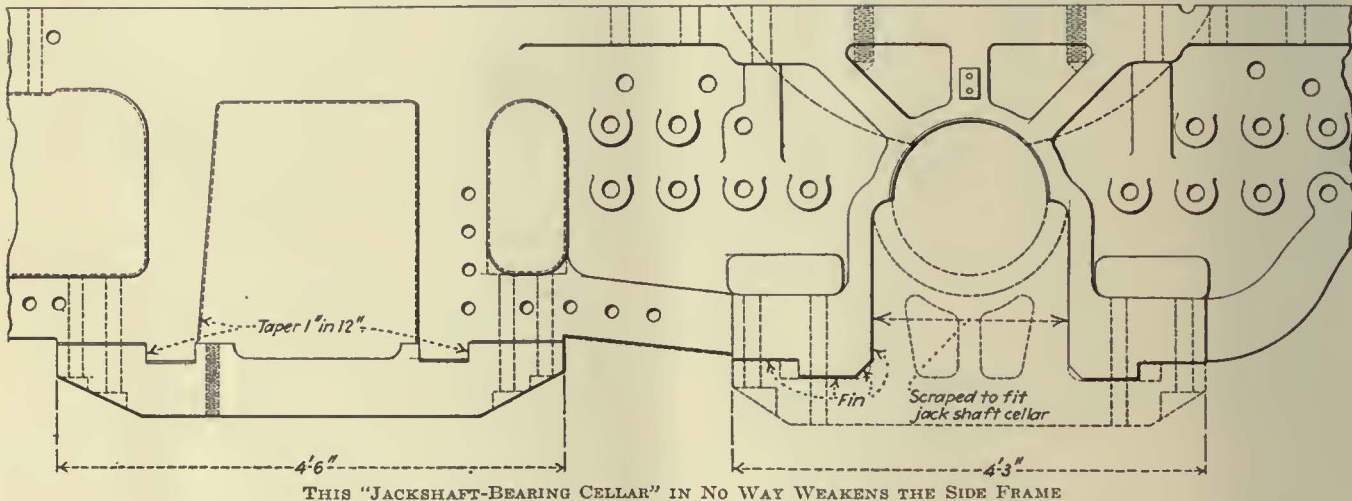 Taper 1" in 12"
Fin
Scraped to fit
jack shaft cellar
4'6"
4'3"
THIS "JACKSHAFT-BEARING CELLAR" IN NO WAY WEAKENS THE SIDE FRAME